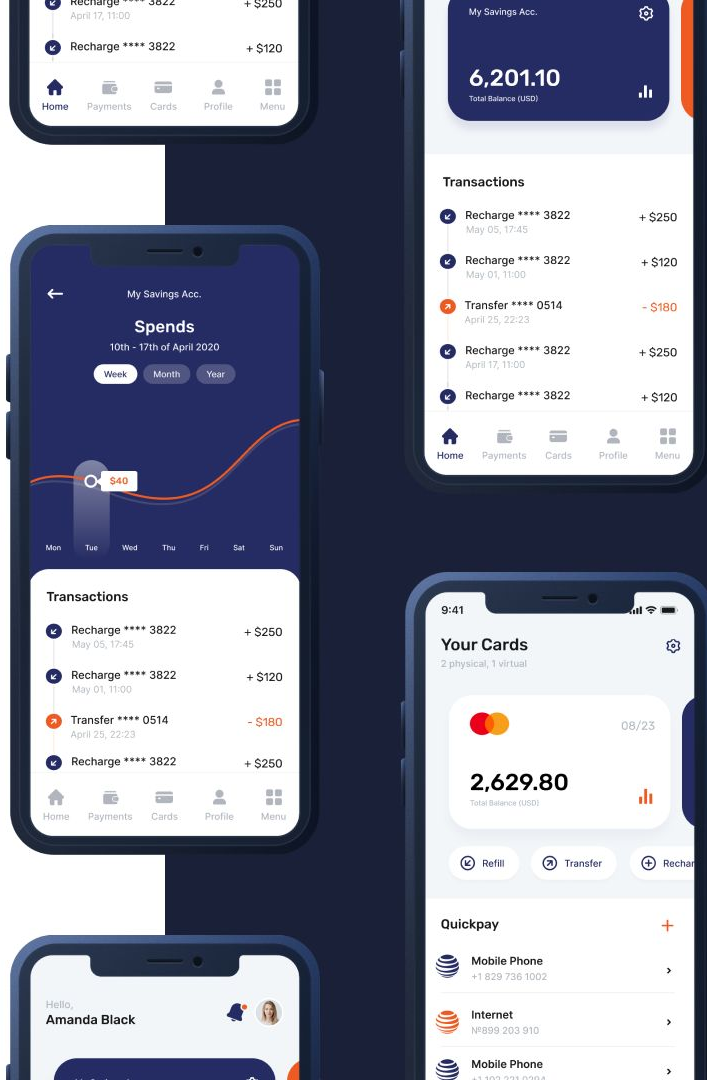 Recharge **** 3822
+ $250
April 17, 11:00
Recharge **** 3822
+ $120
Home
Payments
Cards
Profile
Menu
My Savings Acc.
Spends
10th - 17th of April 2020
Week
Month
Year
$40
Mon
Tue
Wed
Thu
Fri
Sat
Sun
Transactions
Recharge **** 3822
+ $250
May 05, 17:45
Recharge **** 3822
+ $120
May 01, 11:00
Transfer **** 0514
- $180
April 25, 22:23
Recharge **** 3822
+ $250
Home
Payments
Cards
Profile
Menu
Hello,
Amanda Black
My Savings Acc.
6,201.10
Total Balance (USD)
Transactions
Recharge **** 3822
+ $250
May 05, 17:45
Recharge **** 3822
+ $120
May 01, 11:00
Transfer **** 0514
- $180
April 25, 22:23
Recharge **** 3822
+ $250
April 17, 11:00
Recharge **** 3822
+ $120
Home
Payments
Cards
Profile
Menu
9:41
Your Cards
2 physical, 1 virtual
08/23
2,629.80
Total Balance (USD)
Refill
Transfer
Rechar
Quickpay
Mobile Phone
+1 829 736 1002
Internet
№899 203 910
Mobile Phone